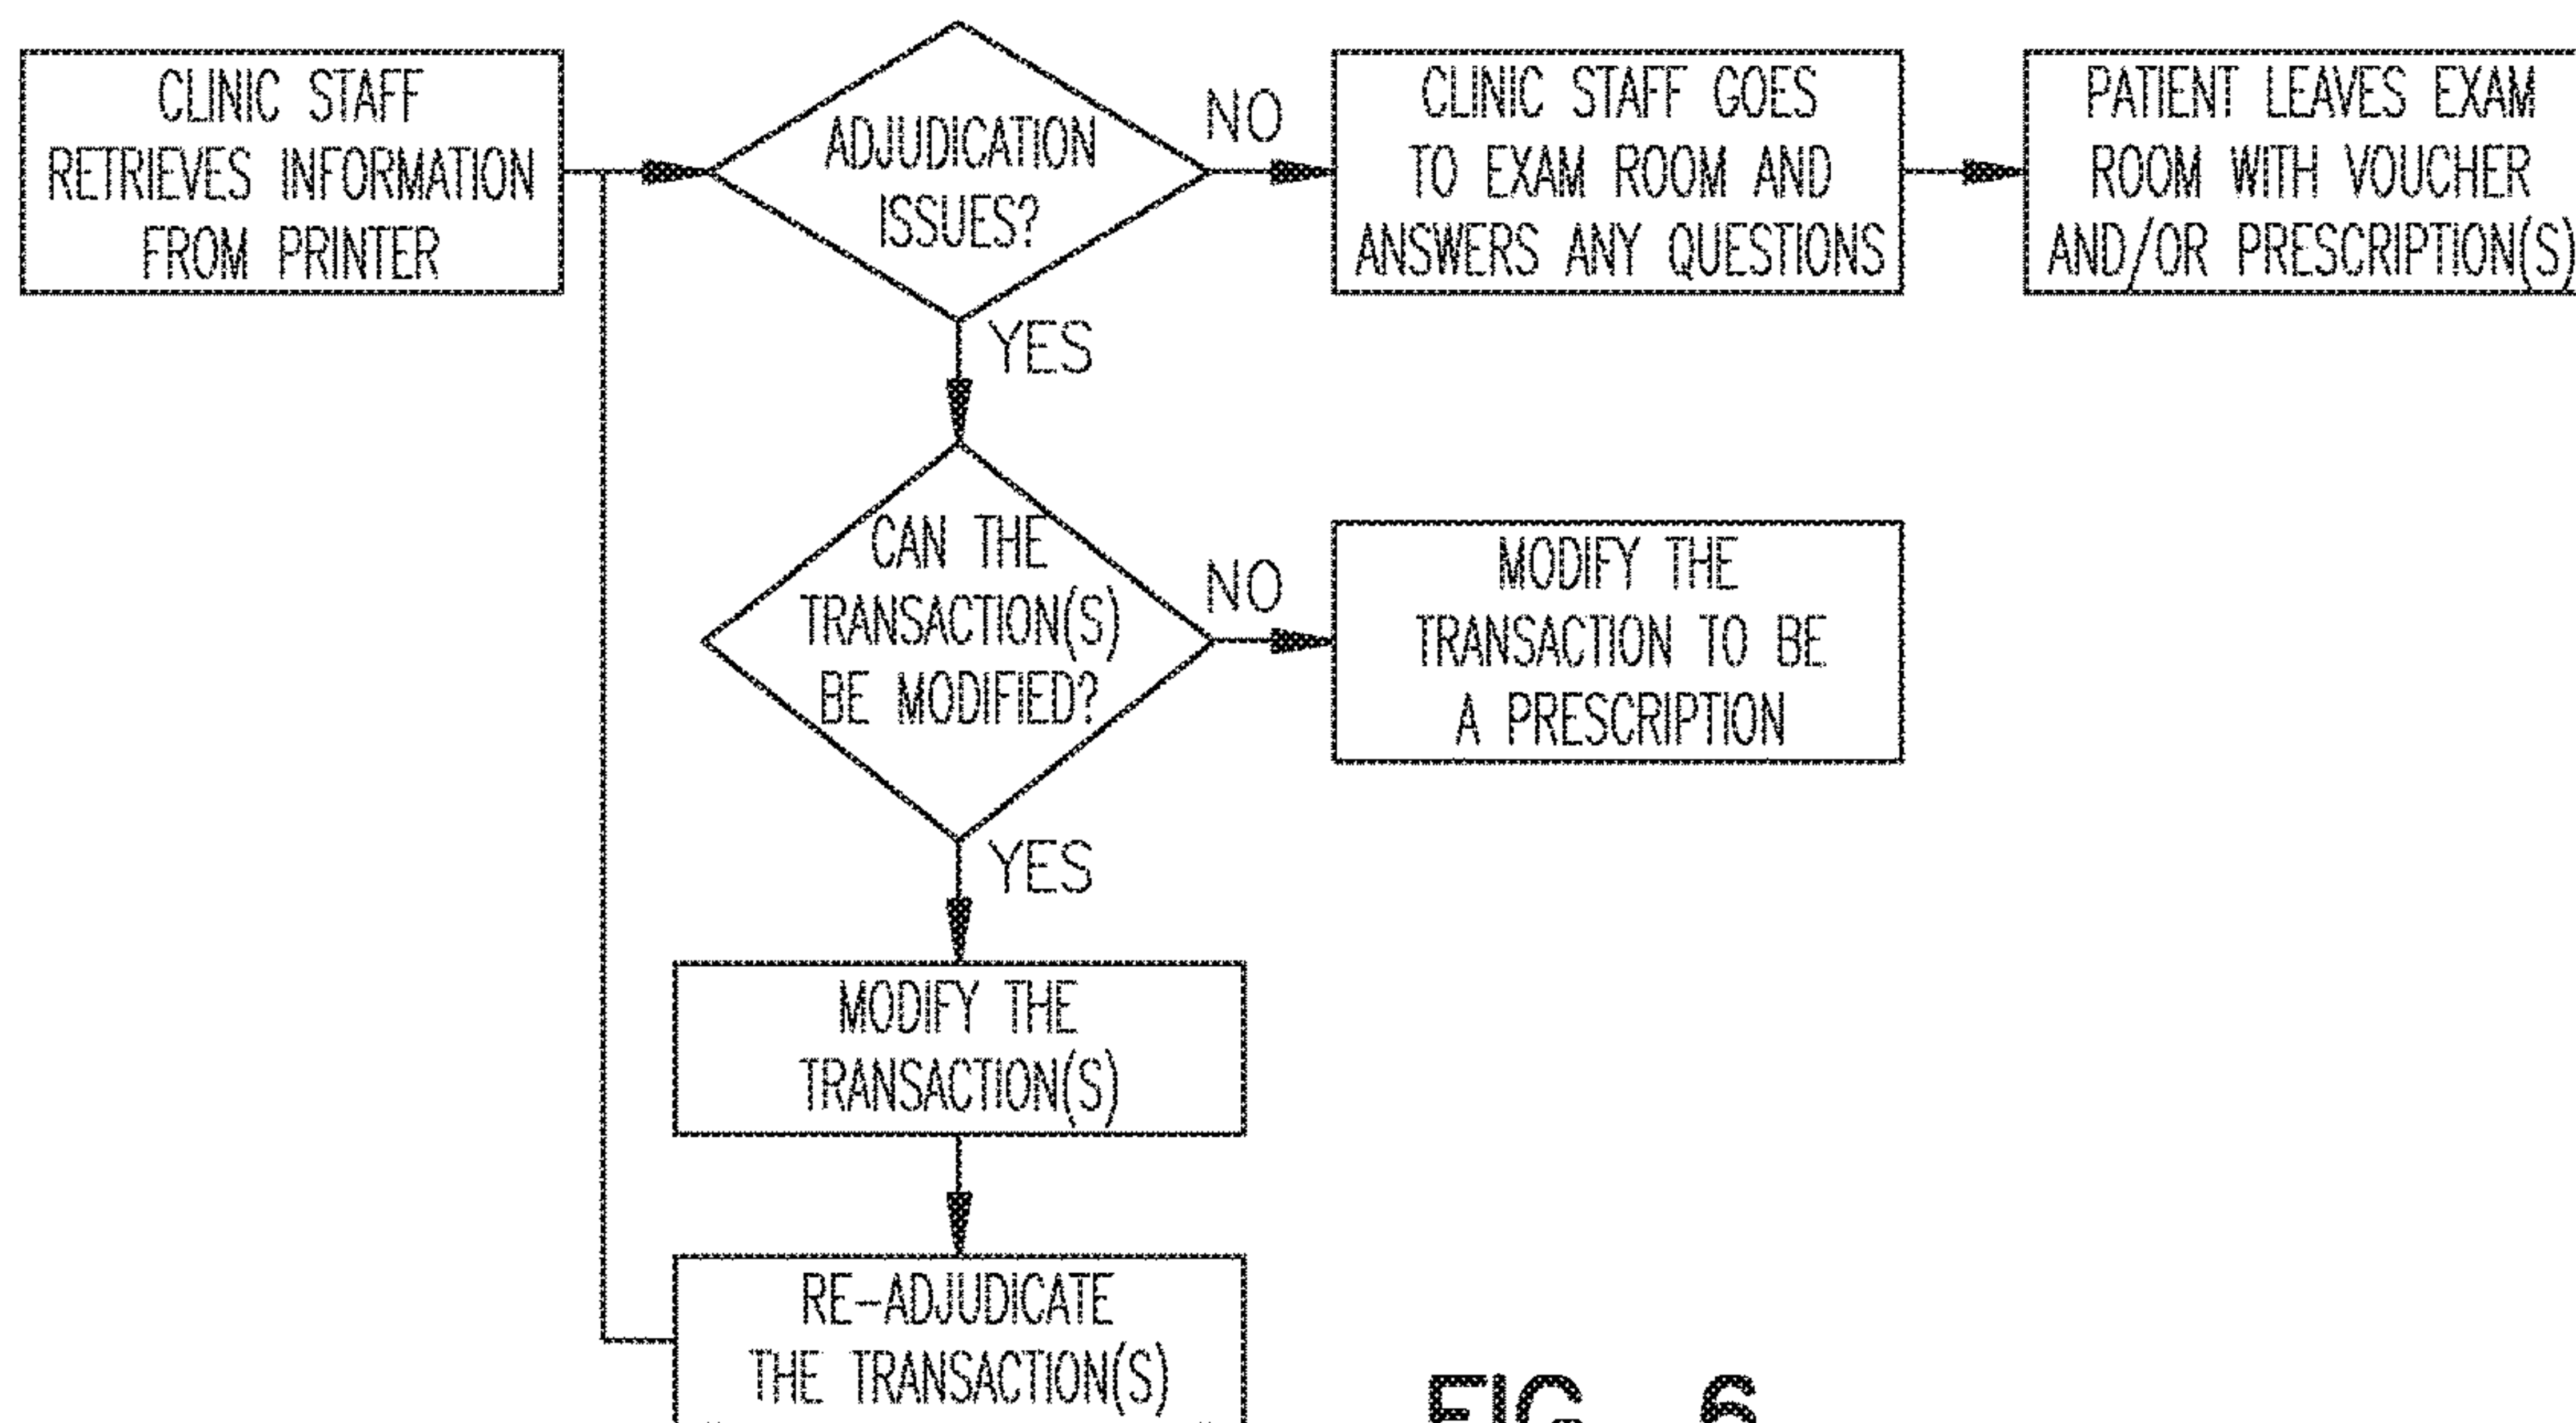 CLINIC STAFF
RETRIEVES INFORMATION
FROM PRINTER
ADJUDICATION
ISSUES?
NO
CLINIC STAFF GOES
TO EXAM ROOM AND
ANSWERS ANY QUESTIONS
PATIENT LEAVES EXAM
ROOM WITH VOUCHER
AND/OR PRESCRIPTION(S)
YES
CAN THE
TRANSACTION(S)
BE MODIFIED?
NO
MODIFY THE
TRANSACTION TO BE
A PRESCRIPTION
YES
MODIFY THE
TRANSACTION(S)
RE-ADJUDICATE
THE TRANSACTION(S)
FIG. 6